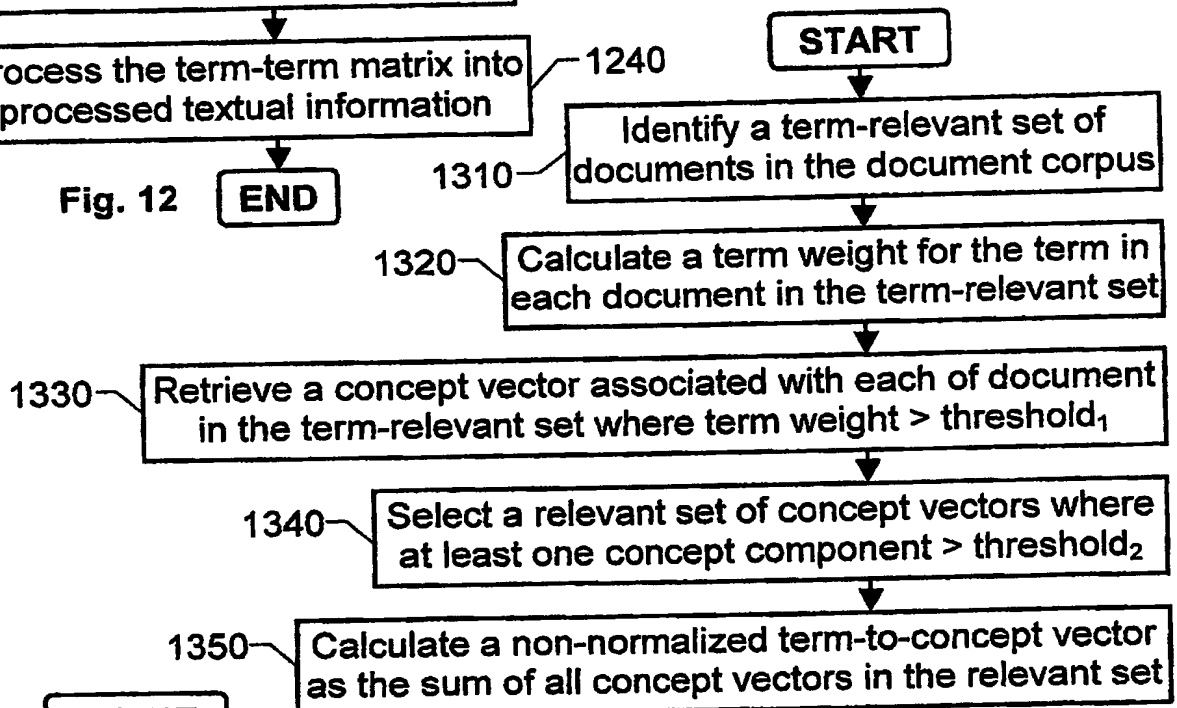 rocess the term-term matrix into
processed textual information
1240
END
Fig. 12
START
Identify a term-relevant set of
documents in the document corpus
1310
Calculate a term weight for the term in
each document in the term-relevant set
1320
Retrieve a concept vector associated with each of document
in the term-relevant set where term weight > threshold₁
1330
Select a relevant set of concept vectors where
at least one concept component > threshold₂
1340
Calculate a non-normalized term-to-concept vector
as the sum of all concept vectors in the relevant set
1350